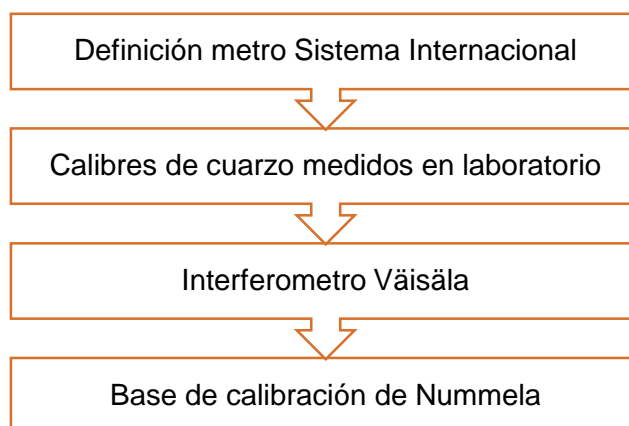 Definición metro Sistema Internacional
Calibres de cuarzo medidos en laboratorio
Interferometro Väisäla
Base de calibración de Nummela